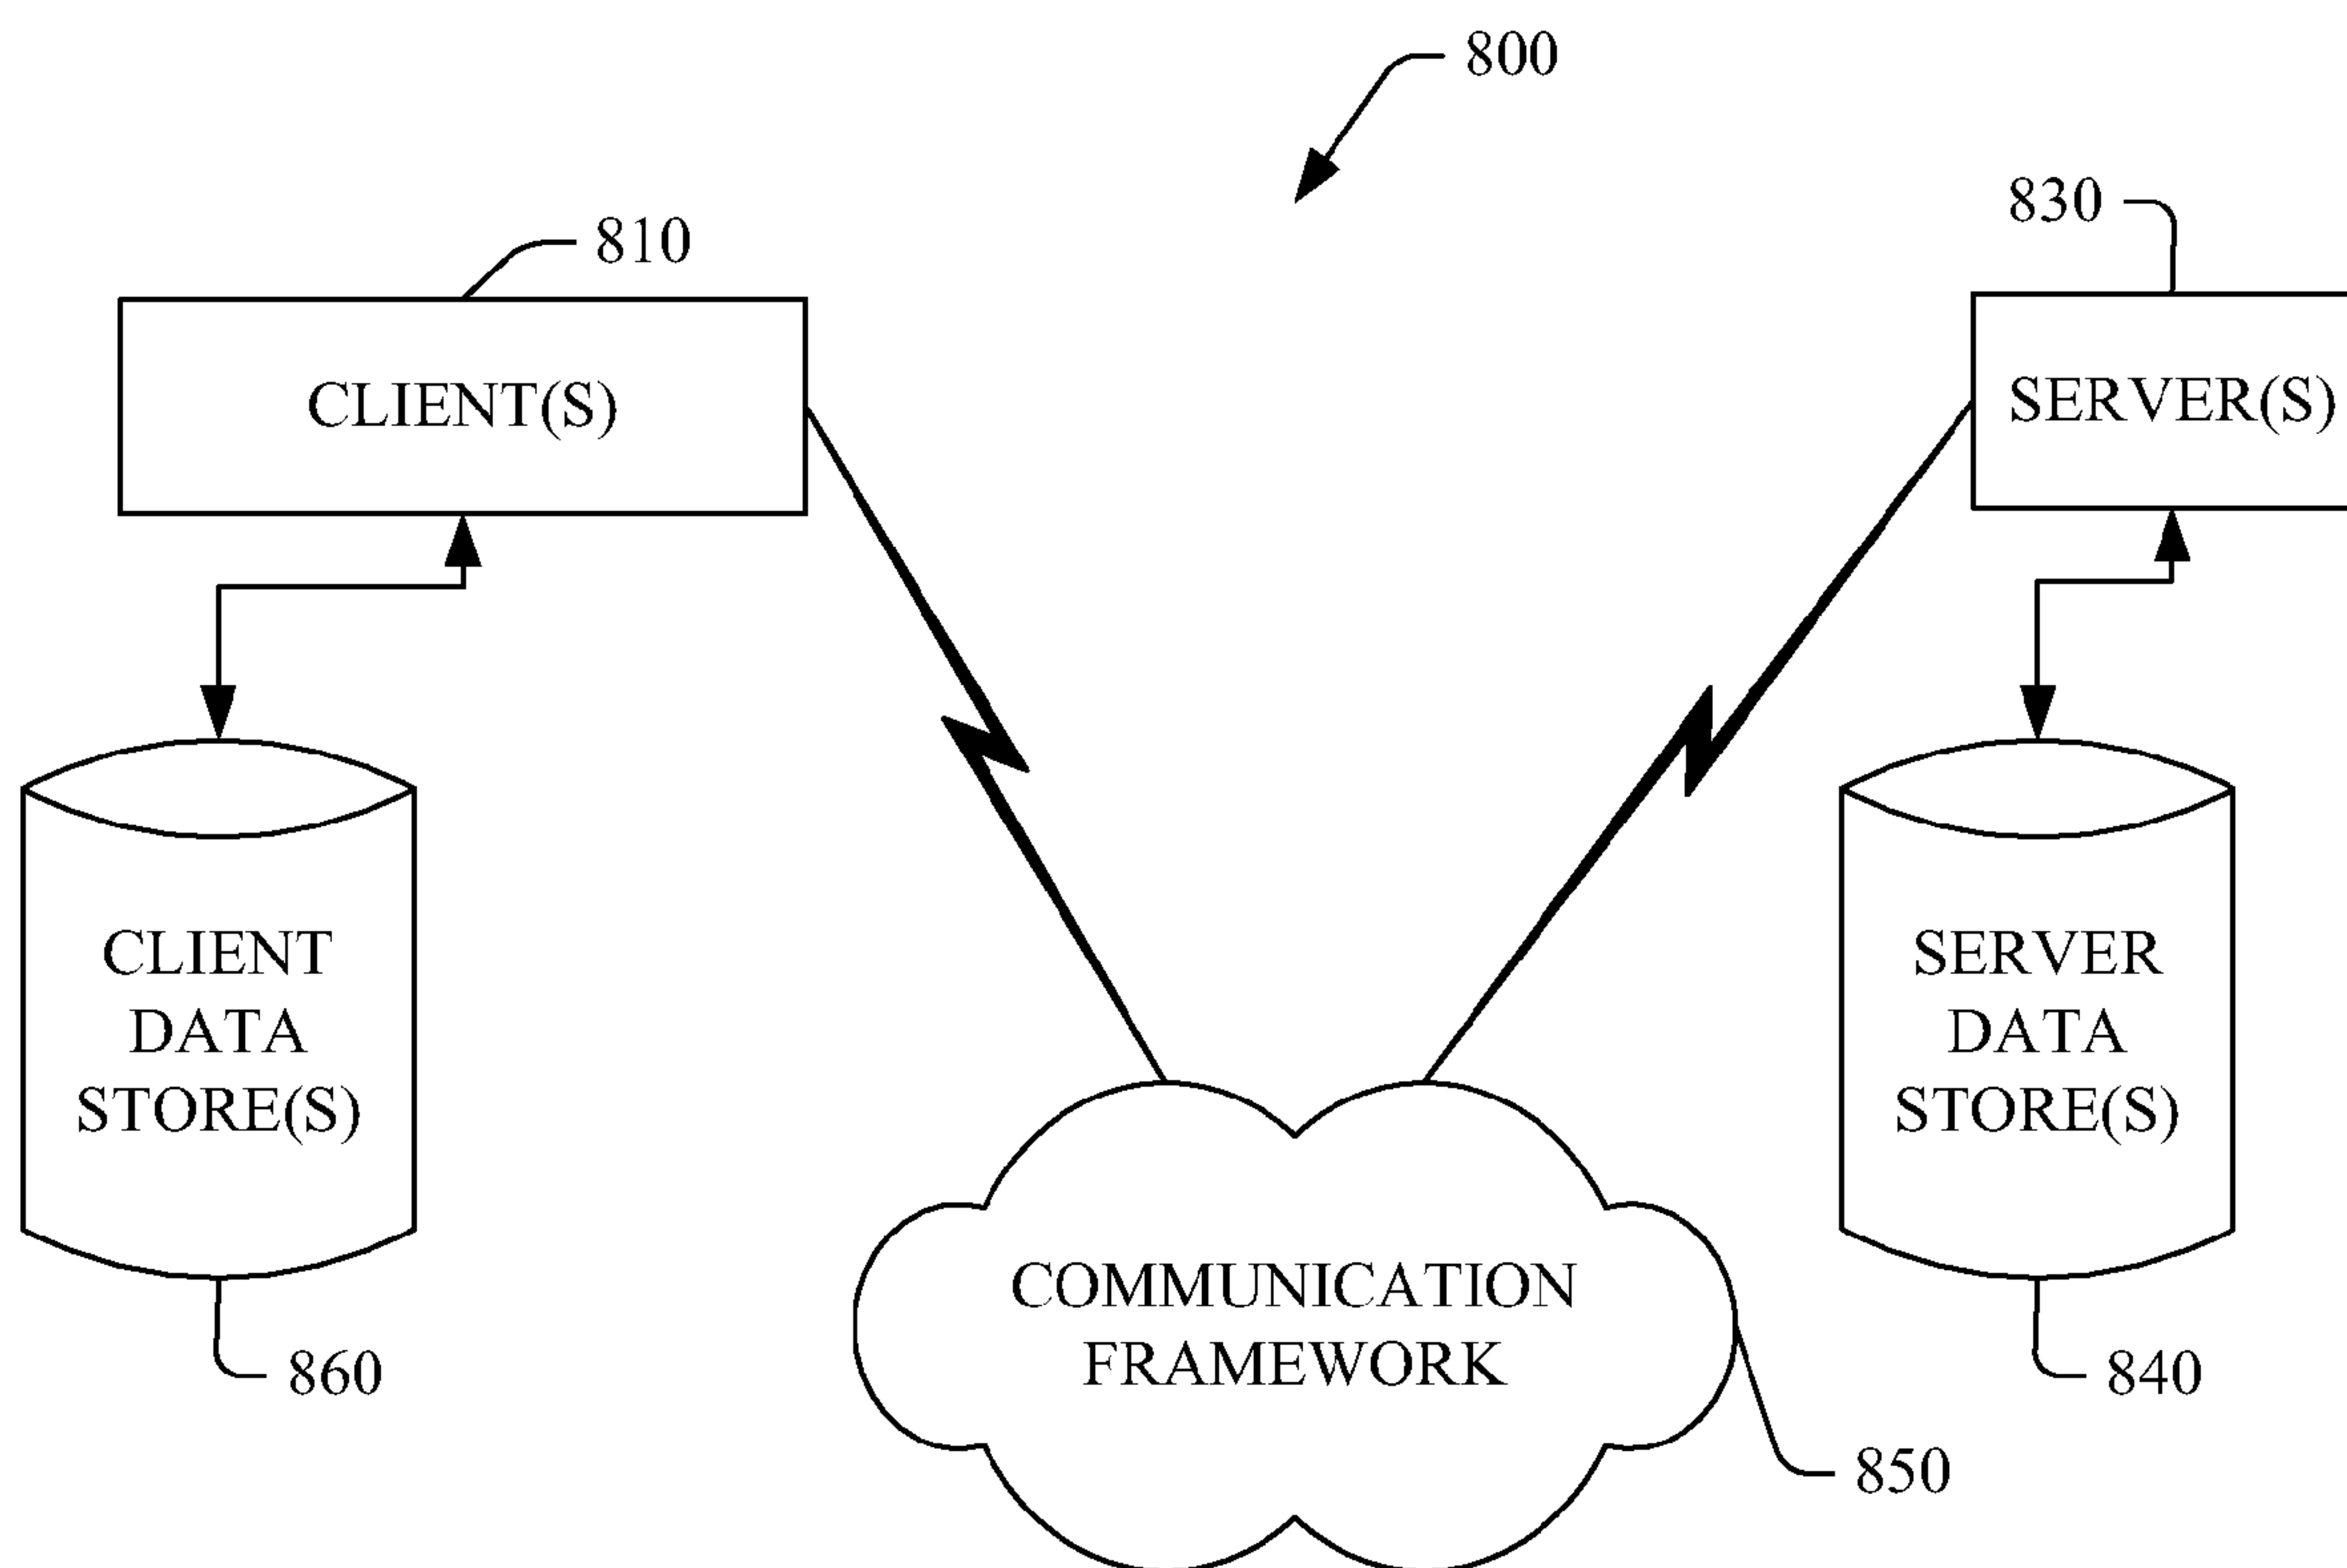 800
810
830
CLIENT(S)
SERVER(S)
CLIENT
DATA
STORE(S)
SERVER
DATA
STORE(S)
COMMUNICATION
FRAMEWORK
860
840
850